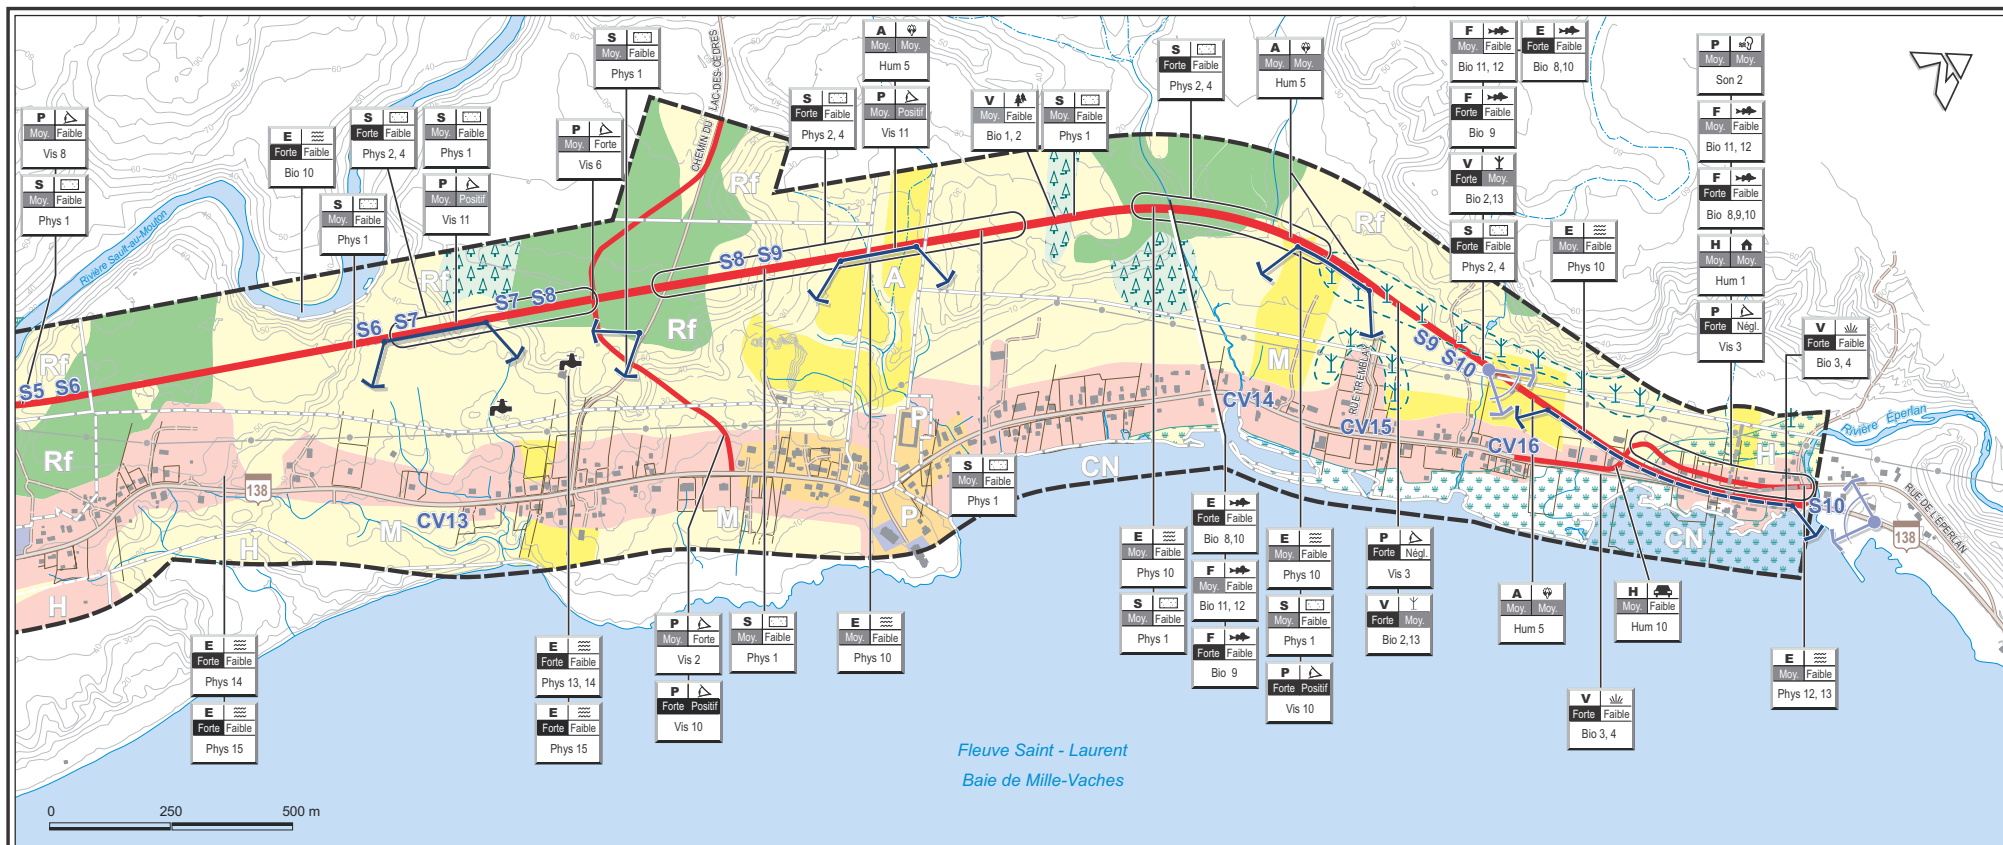 P
Moy. Faible
Vis 8
S
Moy. Faible
Phys 1
E
Forte Faible
Bio 10
S
Forte Faible
Phys 2, 4
S
Moy. Faible
Phys 1
S
Moy. Faible
Phys 1
P
Moy. Positif
Vis 11
P
Moy. Forte
Vis 6
S
Moy. Faible
Phys 1
S
Forte Faible
Phys 2, 4
A
Moy. Moy.
Hum 5
P
Moy. Positif
Vis 11
V
Moy. Faible
Bio 1, 2
S
Moy. Faible
Phys 1
S
Forte Faible
Phys 2, 4
A
Moy. Moy.
Hum 5
F
Moy. Faible
Bio 11, 12
E
Forte Faible
Bio 8,10
F
Forte Faible
Bio 9
V
Forte Moy.
Bio 2,13
S
Forte Faible
Phys 2, 4
E
Moy. Faible
Phys 10
P
Moy. Moy.
Son 2
F
Moy. Faible
Bio 11, 12
F
Forte Faible
Bio 8,9,10
H
Moy. Moy.
Hum 1
P
Forte Négl.
Vis 3
V
Forte Faible
Bio 3, 4
Rivière Sault-au-Mouton
CHEMIN DU LAC-DES-CÈDRES
Rf
Rf
Rf
Rf
Rf
Rf
S5 S6
S6 S7
S7 S8
S8 S9
S9 S10
S10
A
M
M
M
H
H
H
P
P
CN
CN
CV13
CV14
CV15
CV16
RUE TREMBLAY
Rivière Éperlan
RUE DE L'ÉPERLAN
138
138
S
Moy. Faible
Phys 1
E
Forte Faible
Phys 14
E
Forte Faible
Phys 15
E
Forte Faible
Phys 13, 14
E
Forte Faible
Phys 15
P
Moy. Forte
Vis 2
P
Forte Positif
Vis 10
S
Moy. Faible
Phys 1
E
Moy. Faible
Phys 10
E
Moy. Faible
Phys 10
S
Moy. Faible
Phys 1
E
Forte Faible
Bio 8,10
F
Moy. Faible
Bio 11, 12
F
Forte Faible
Bio 9
E
Moy. Faible
Phys 10
S
Moy. Faible
Phys 1
P
Forte Positif
Vis 10
P
Forte Négl.
Vis 3
V
Forte Moy.
Bio 2,13
A
Moy. Moy.
Hum 5
H
Moy. Faible
Hum 10
V
Forte Faible
Bio 3, 4
E
Moy. Faible
Phys 12, 13
Fleuve Saint - Laurent
Baie de Mille-Vaches
0 250 500 m